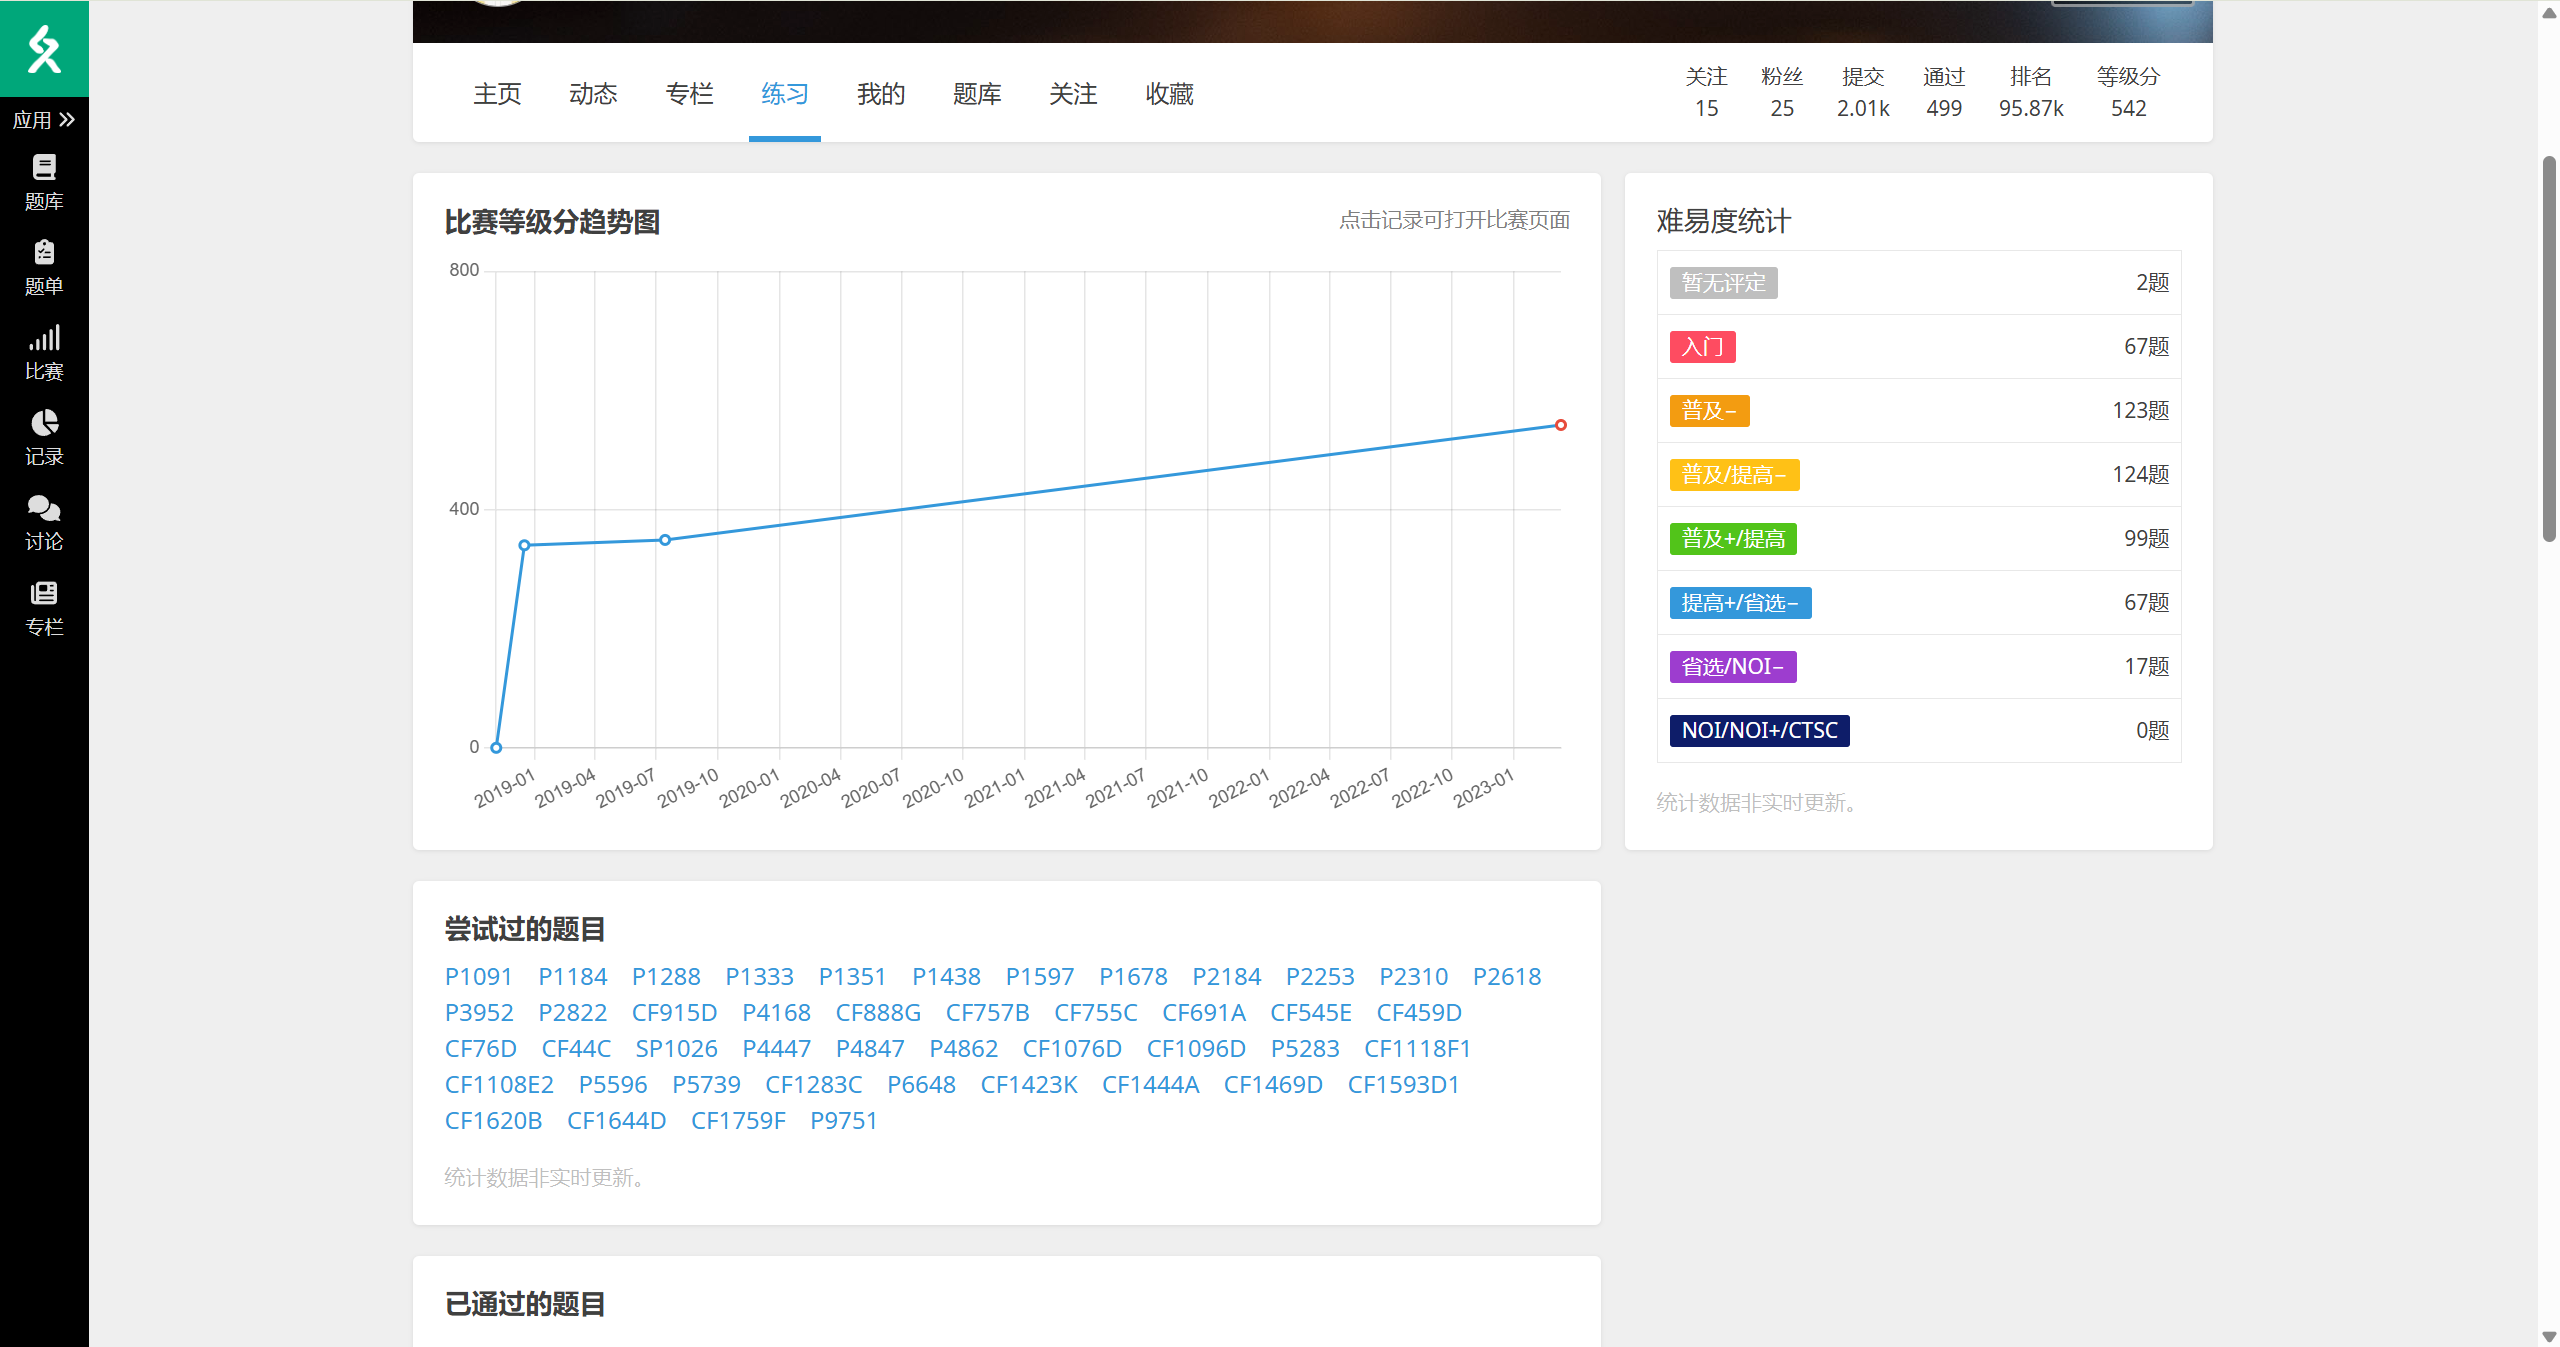 应用
题库
题单
比赛
记录
讨论
专栏
主页 动态 专栏 练习 我的 题库 关注 收藏
关注 粉丝 提交 通过 排名 等级分
15 25 2.01k 499 95.87k 542
比赛等级分趋势图 点击记录可打开比赛页面
800
400
0
2019-01 2019-04 2019-07 2019-10 2020-01 2020-04 2020-07 2020-10 2021-01 2021-04 2021-07 2021-10 2022-01 2022-04 2022-07 2022-10 2023-01
难易度统计
暂无评定 2题
入门 67题
普及− 123题
普及/提高− 124题
普及+/提高 99题
提高+/省选− 67题
省选/NOI− 17题
NOI/NOI+/CTSC 0题
统计数据非实时更新。
尝试过的题目
P1091 P1184 P1288 P1333 P1351 P1438 P1597 P1678 P2184 P2253 P2310 P2618
P3952 P2822 CF915D P4168 CF888G CF757B CF755C CF691A CF545E CF459D
CF76D CF44C SP1026 P4447 P4847 P4862 CF1076D CF1096D P5283 CF1118F1
CF1108E2 P5596 P5739 CF1283C P6648 CF1423K CF1444A CF1469D CF1593D1
CF1620B CF1644D CF1759F P9751
统计数据非实时更新。
已通过的题目